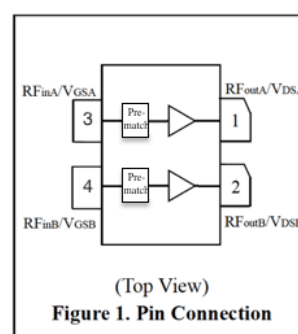 RFinA/VGSA
RFoutA/VDSA
3
Pre-
match
1
4
Pre-
match
2
RFinB/VGSB
RFoutB/VDSB
(Top View)
Figure 1. Pin Connection